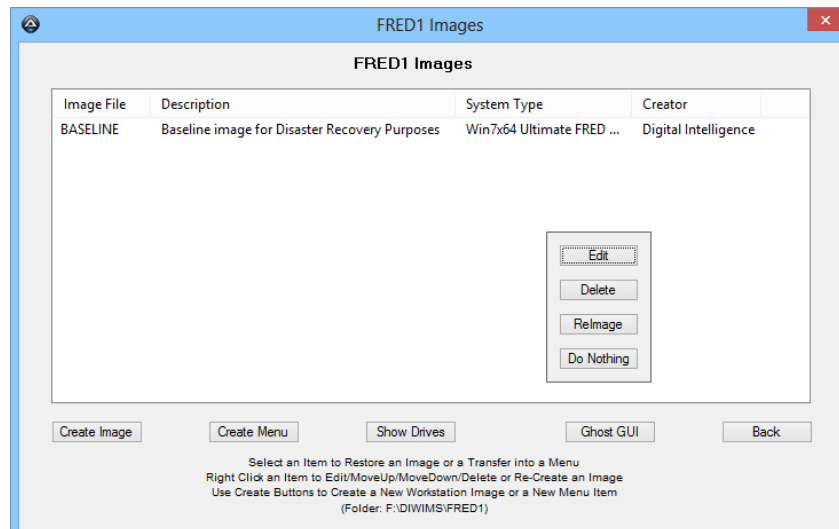 FRED1 Images
FRED1 Images
Image File Description System Type Creator
BASELINE Baseline image for Disaster Recovery Purposes Win7x64 Ultimate FRED ... Digital Intelligence
Edit
Delete
ReImage
Do Nothing
Create Image Create Menu Show Drives Ghost GUI Back
Select an Item to Restore an Image or a Transfer into a Menu
Right Click an Item to Edit/MoveUp/MoveDown/Delete or Re-Create an Image
Use Create Buttons to Create a New Workstation Image or a New Menu Item
(Folder: F:\DIWIMS\FRED1)